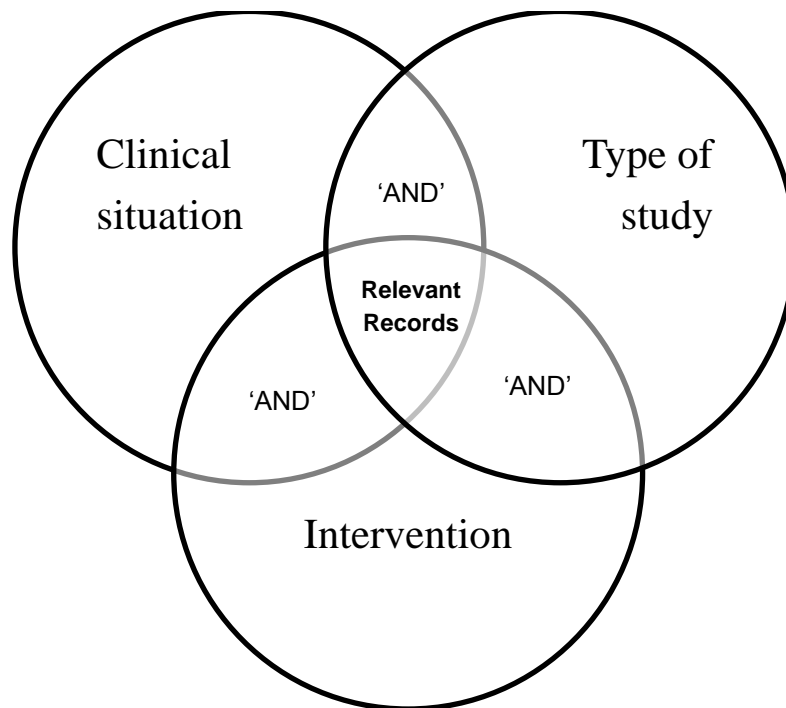 Clinical
situation
Type of
study
‘AND’
Relevant
Records
‘AND’
‘AND’
Intervention